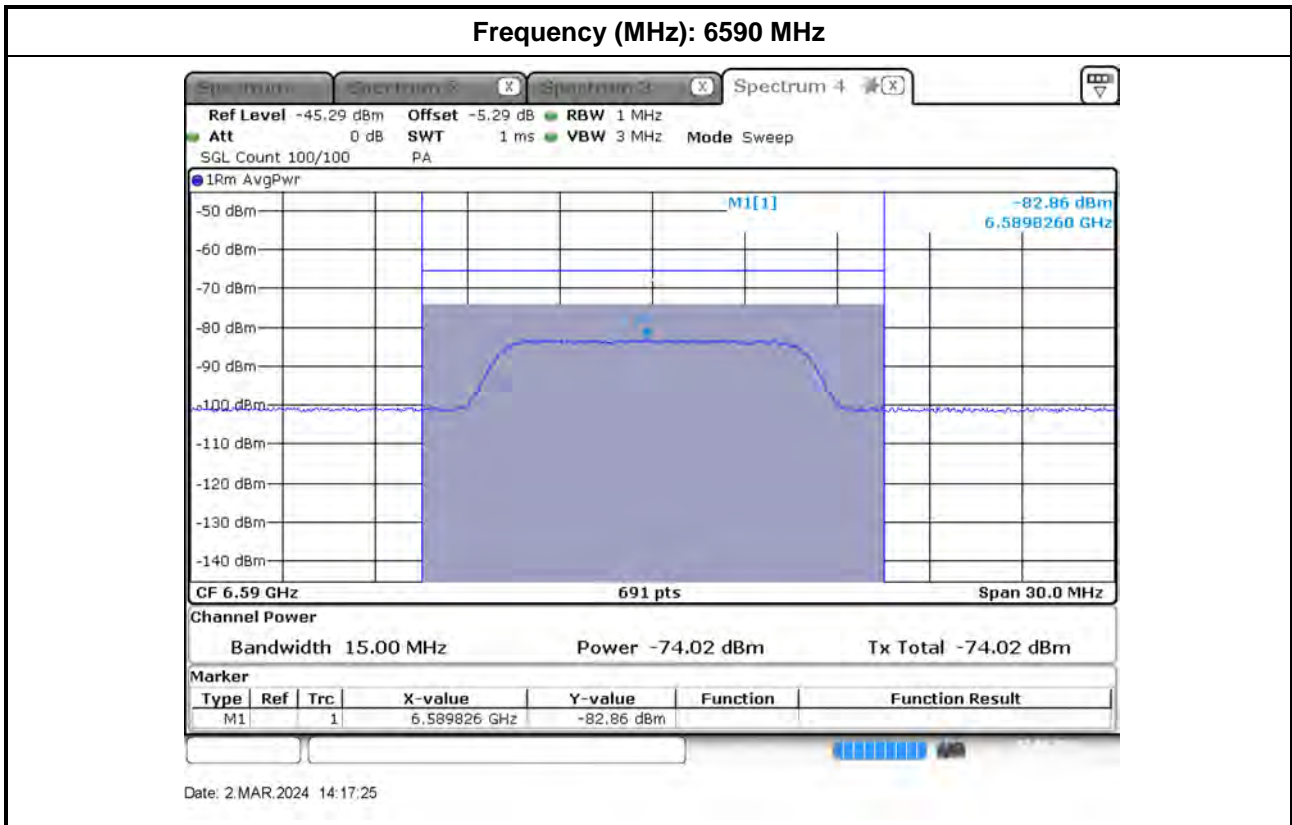 Frequency (MHz): 6590 MHz
Spectrum Spectrum 2 X Spectrum 3 X Spectrum 4 X
Ref Level -45.29 dBm Offset -5.29 dB RBW 1 MHz
Att 0 dB SWT 1 ms VBW 3 MHz Mode Sweep
SGL Count 100/100 PA
1Rm AvgPwr
M1[1] -82.86 dBm
6.5898260 GHz
-50 dBm
-60 dBm
-70 dBm
-80 dBm
-90 dBm
-100 dBm
-110 dBm
-120 dBm
-130 dBm
-140 dBm
CF 6.59 GHz 691 pts Span 30.0 MHz
Channel Power
Bandwidth 15.00 MHz Power -74.02 dBm Tx Total -74.02 dBm
Marker
Type Ref Trc X-value Y-value Function Function Result
M1 1 6.589826 GHz -82.86 dBm
Date: 2.MAR.2024 14:17:25